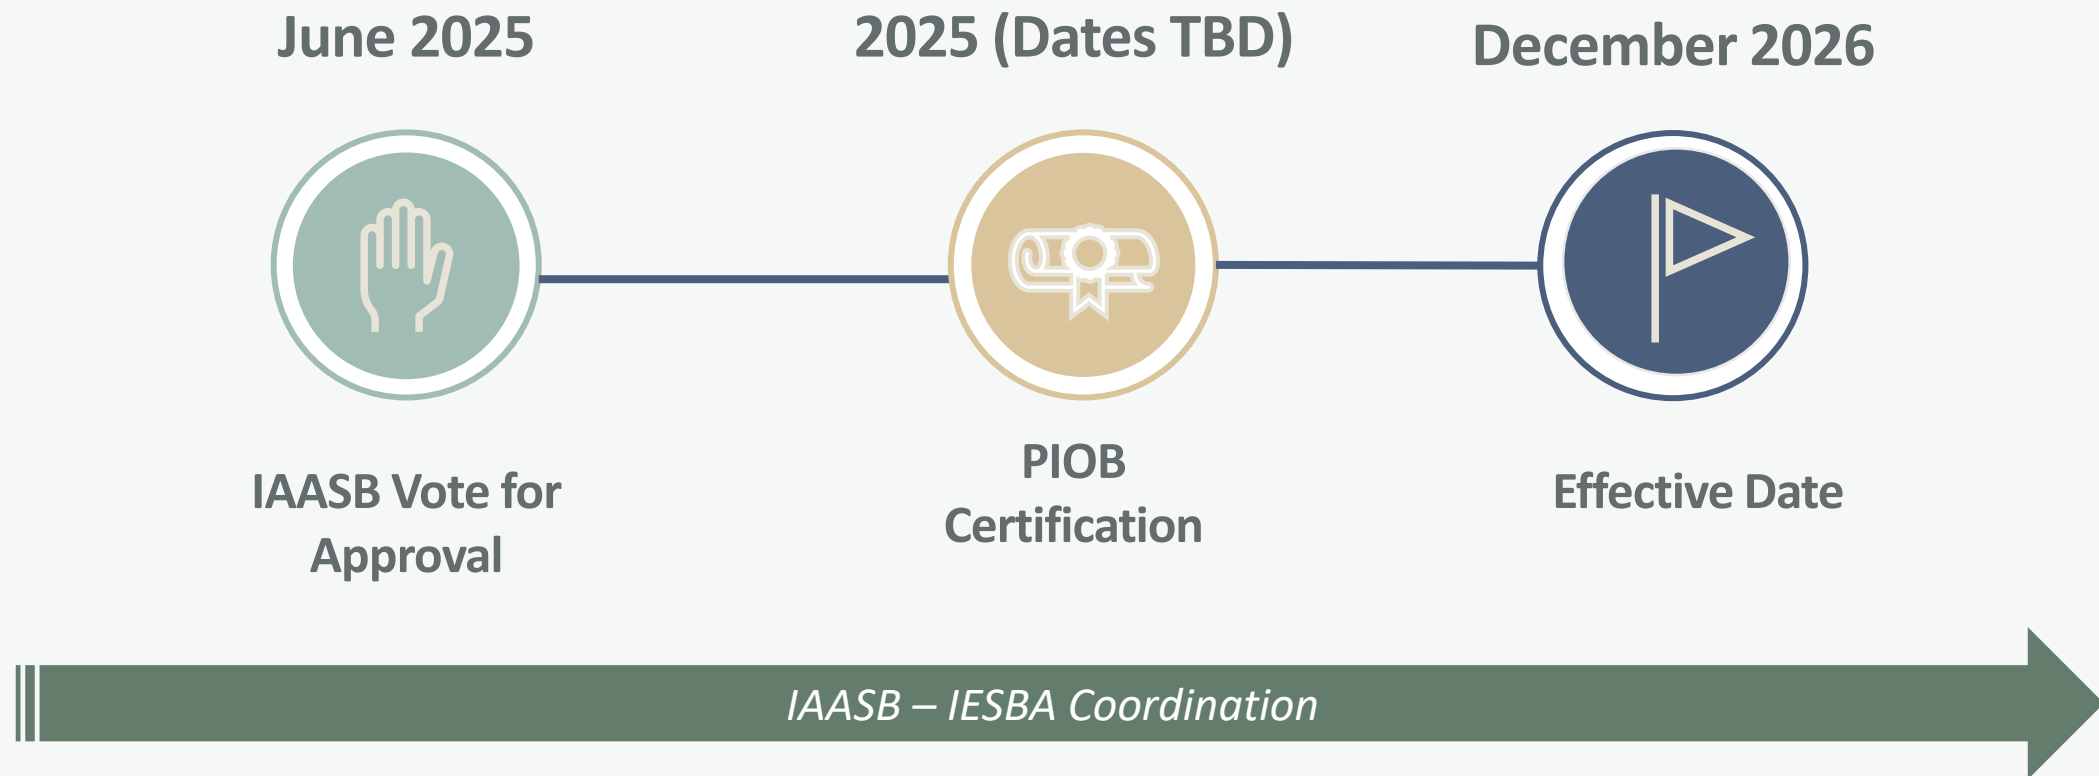 June 2025
2025 (Dates TBD)
December 2026
IAASB Vote for
Approval
PIOB
Certification
Effective Date
IAASB – IESBA Coordination